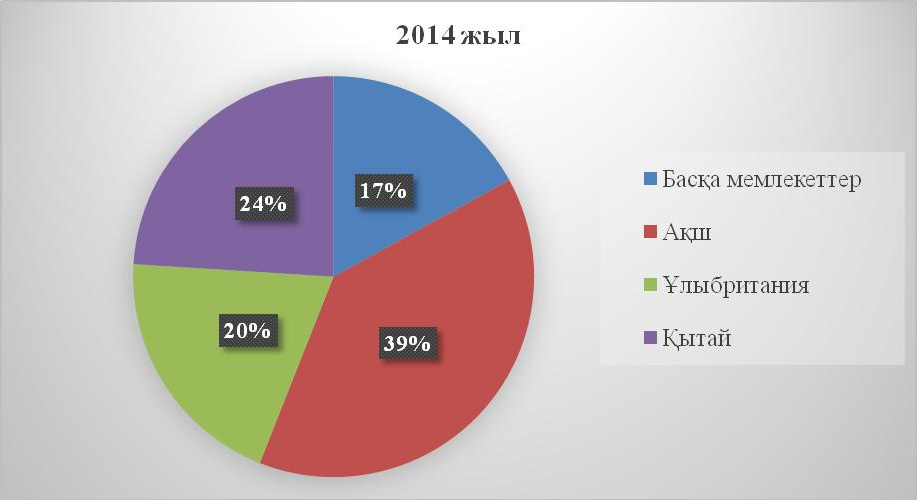 2014 жыл
17%
24%
20%
39%
Басқа мемлекеттер
Ақш
Ұлыбритания
Қытай